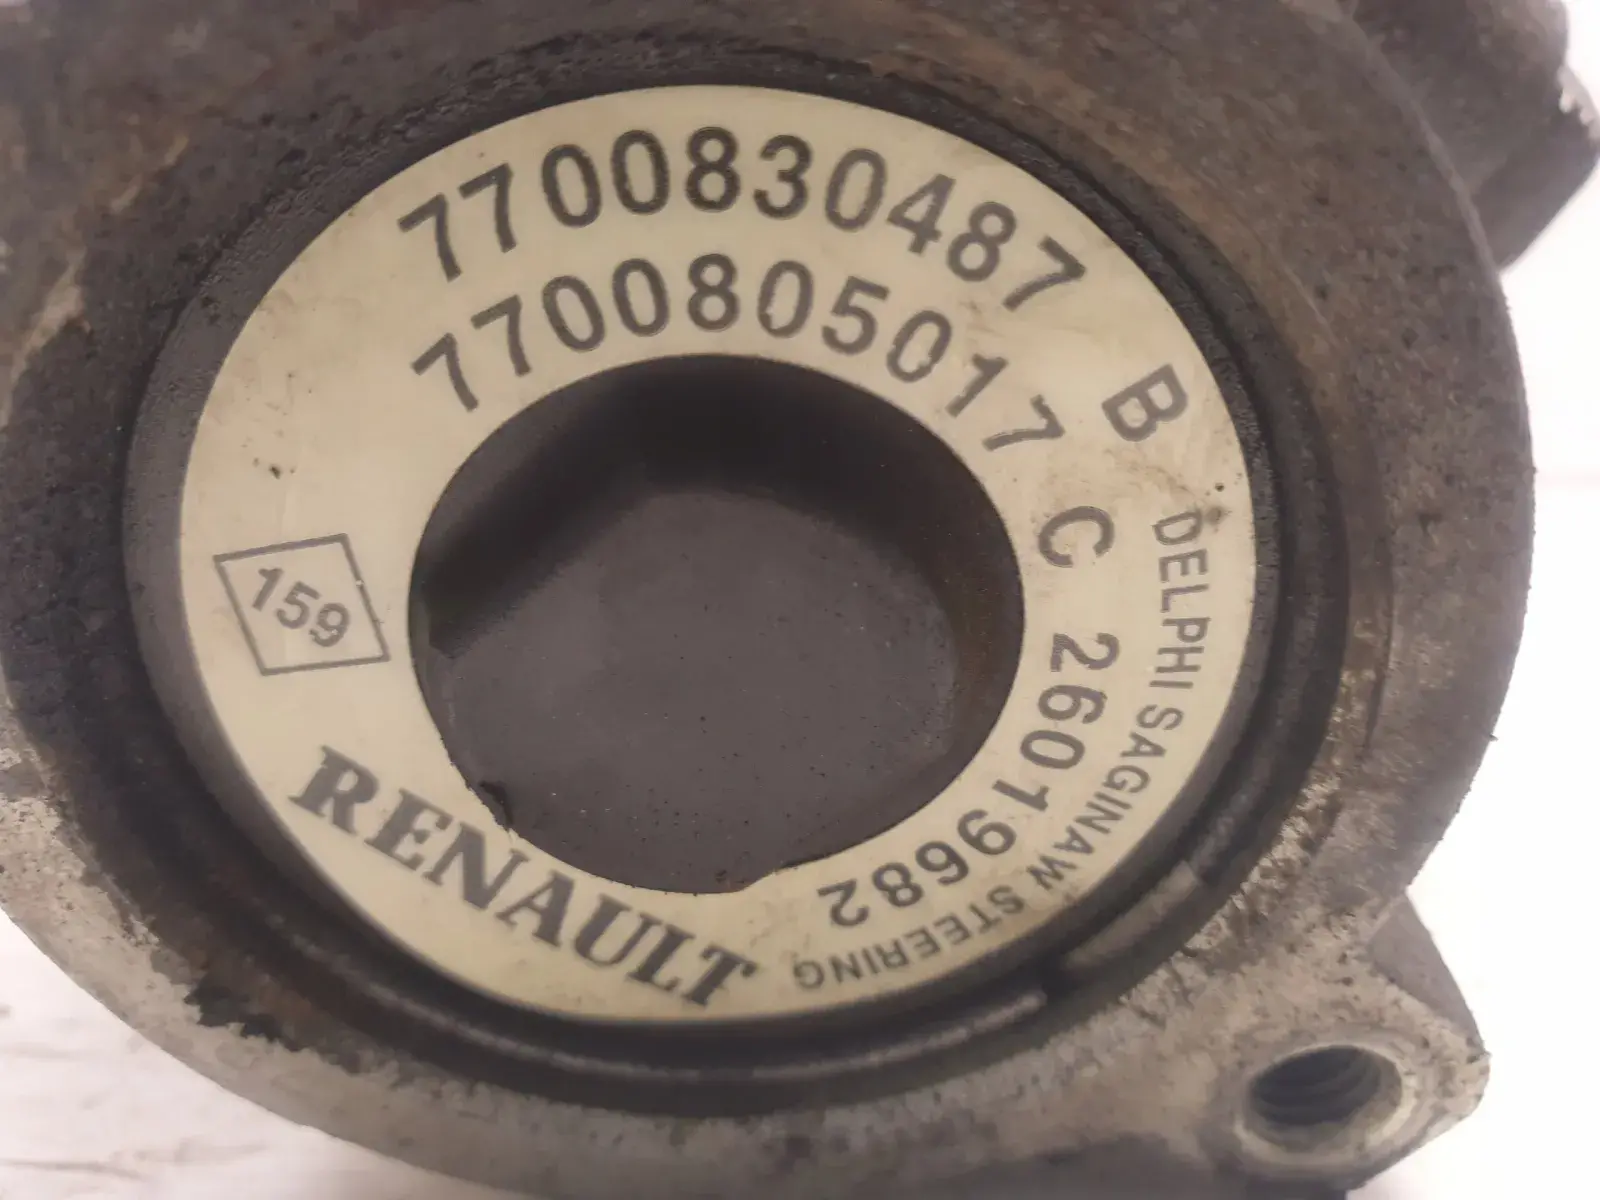 7700830487 B
7700805017 C
26019682
DELPHI SAGINAW STEERING
159
RENAULT